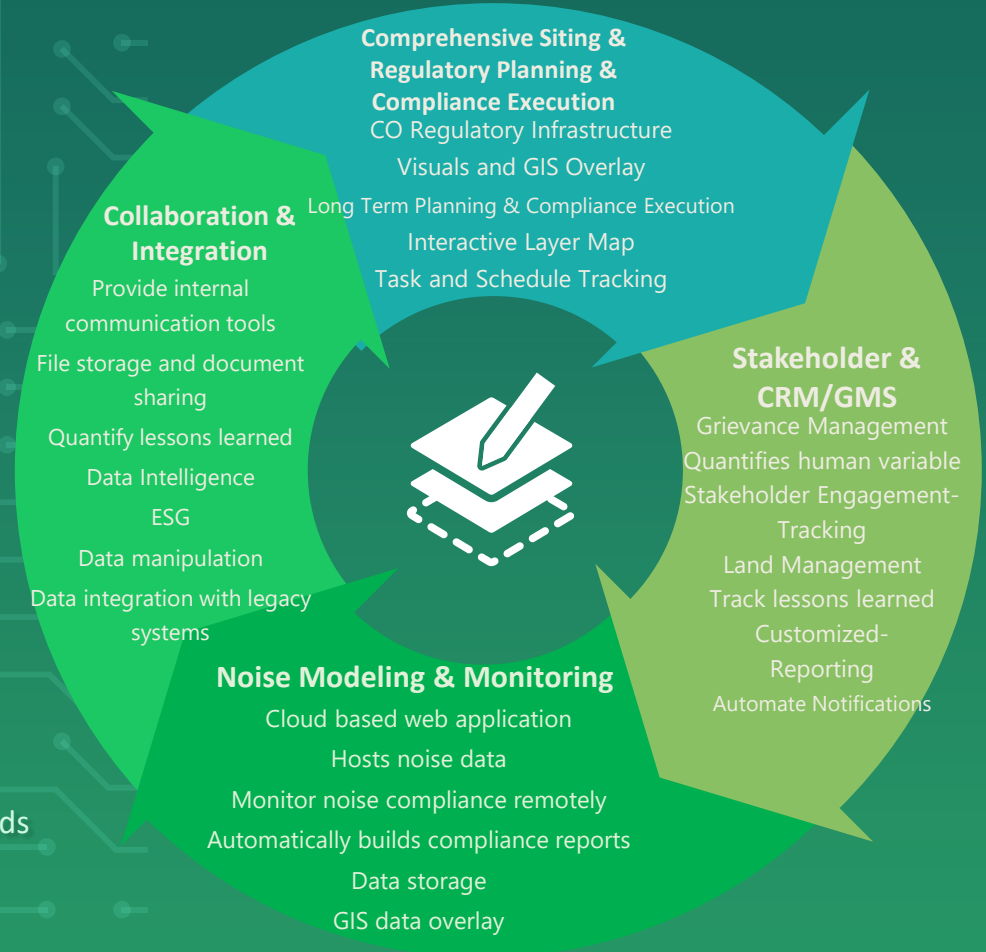 Comprehensive Siting &
Regulatory Planning &
Compliance Execution
CO Regulatory Infrastructure
Visuals and GIS Overlay
Long Term Planning & Compliance Execution
Interactive Layer Map
Task and Schedule Tracking
Stakeholder &
CRM/GMS
Grievance Management
Quantifies human variable
Stakeholder Engagement-
Tracking
Land Management
Track lessons learned
Customized-
Reporting
Automate Notifications
Noise Modeling & Monitoring
Cloud based web application
Hosts noise data
Monitor noise compliance remotely
Automatically builds compliance reports
Data storage
GIS data overlay
Collaboration &
Integration
Provide internal
communication tools
File storage and document
sharing
Quantify lessons learned
Data Intelligence
ESG
Data manipulation
Data integration with legacy
systems
ds